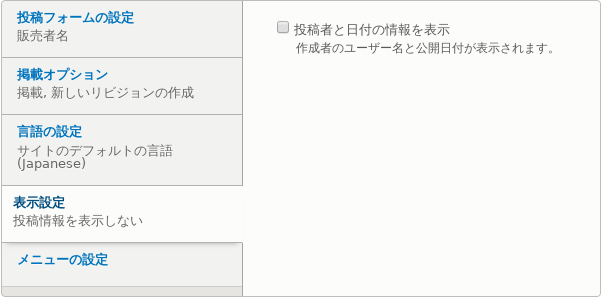 投稿フォームの設定
販売者名
掲載オプション
掲載, 新しいリビジョンの作成
言語の設定
サイトのデフォルトの言語
(Japanese)
表示設定
投稿情報を表示しない
メニューの設定
投稿者と日付の情報を表示
作成者のユーザー名と公開日付が表示されます。